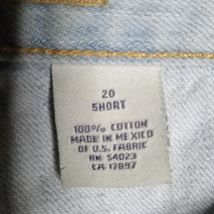 20
SHORT
100% COTTON
MADE IN MEXICO
OF U.S. FABRIC
RN 54023
CA 17897